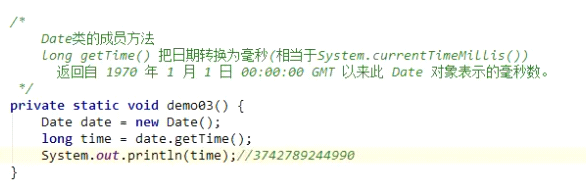 /*
Date类的成员方法
long getTime() 把日期转换为毫秒(相当于System.currentTimeMillis())
返回自 1970 年 1 月 1 日 00:00:00 GMT 以来此 Date 对象表示的毫秒数。
*/
private static void demo03() {
Date date = new Date();
long time = date.getTime();
System.out.println(time);//3742789244990
}